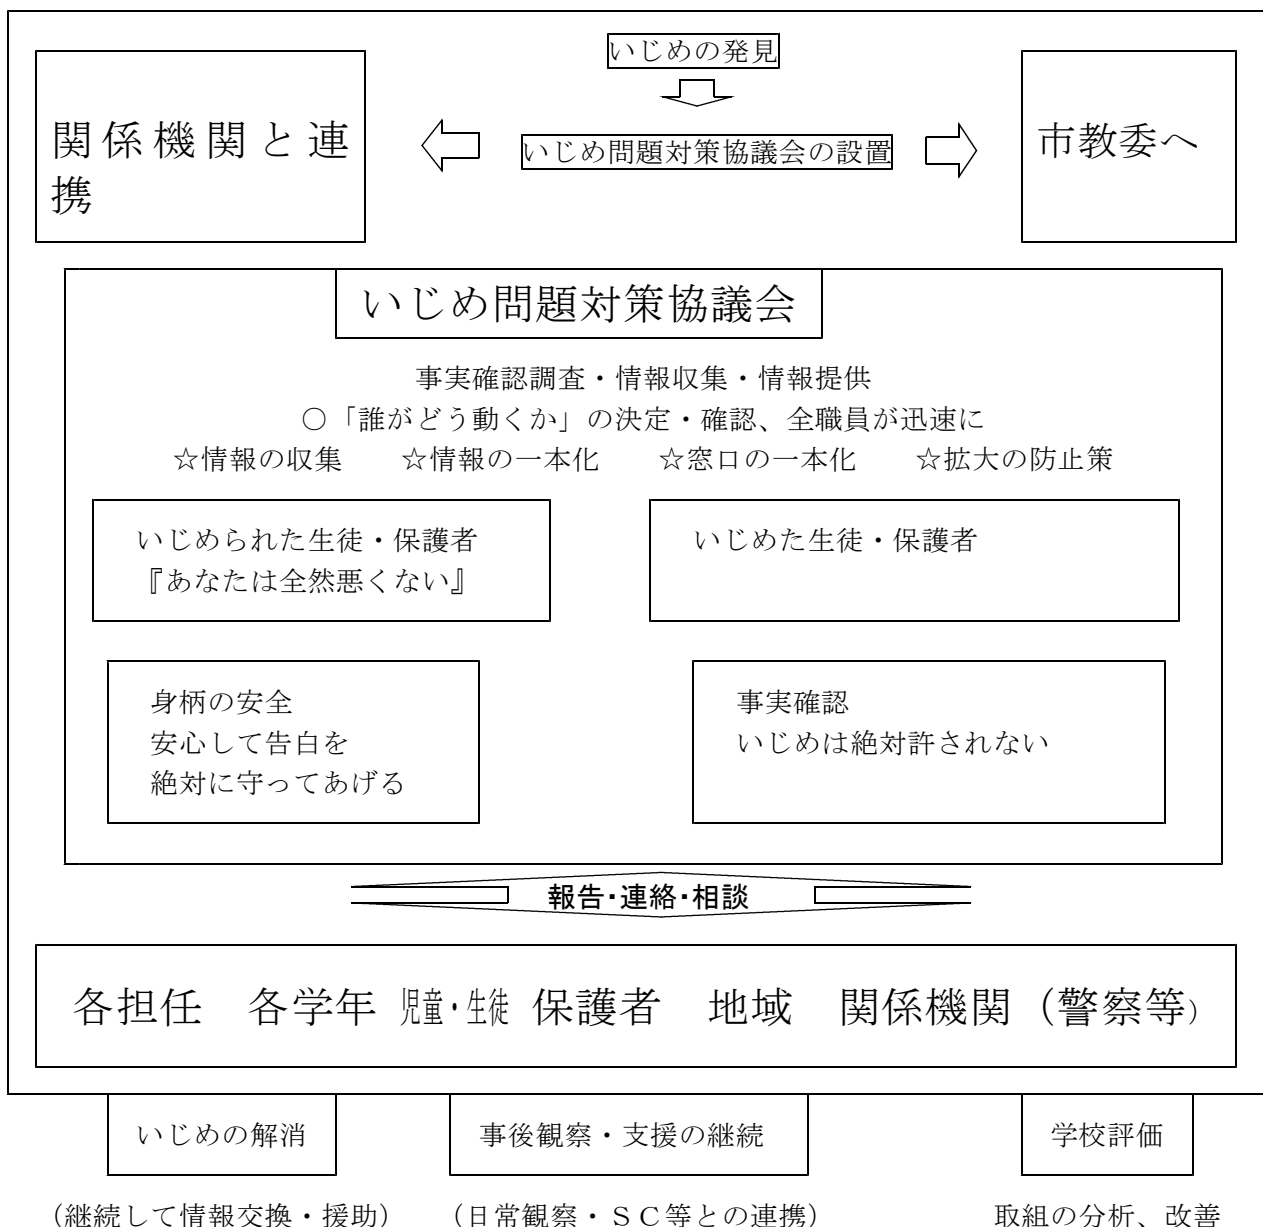 いじめの発見
関係機関と連
携
いじめ問題対策協議会の設置
市教委へ
いじめ問題対策協議会
事実確認調査・情報収集・情報提供
○「誰がどう動くか」の決定・確認、全職員が迅速に
☆情報の収集　☆情報の一本化　☆窓口の一本化　☆拡大の防止策
いじめられた生徒・保護者
『あなたは全然悪くない』
いじめた生徒・保護者
身柄の安全
安心して告白を
絶対に守ってあげる
事実確認
いじめは絶対許されない
報告・連絡・相談
各担任　各学年　児童・生徒　保護者　地域　関係機関（警察等）
いじめの解消
事後観察・支援の継続
学校評価
（継続して情報交換・援助）
（日常観察・ＳＣ等との連携）
取組の分析、改善